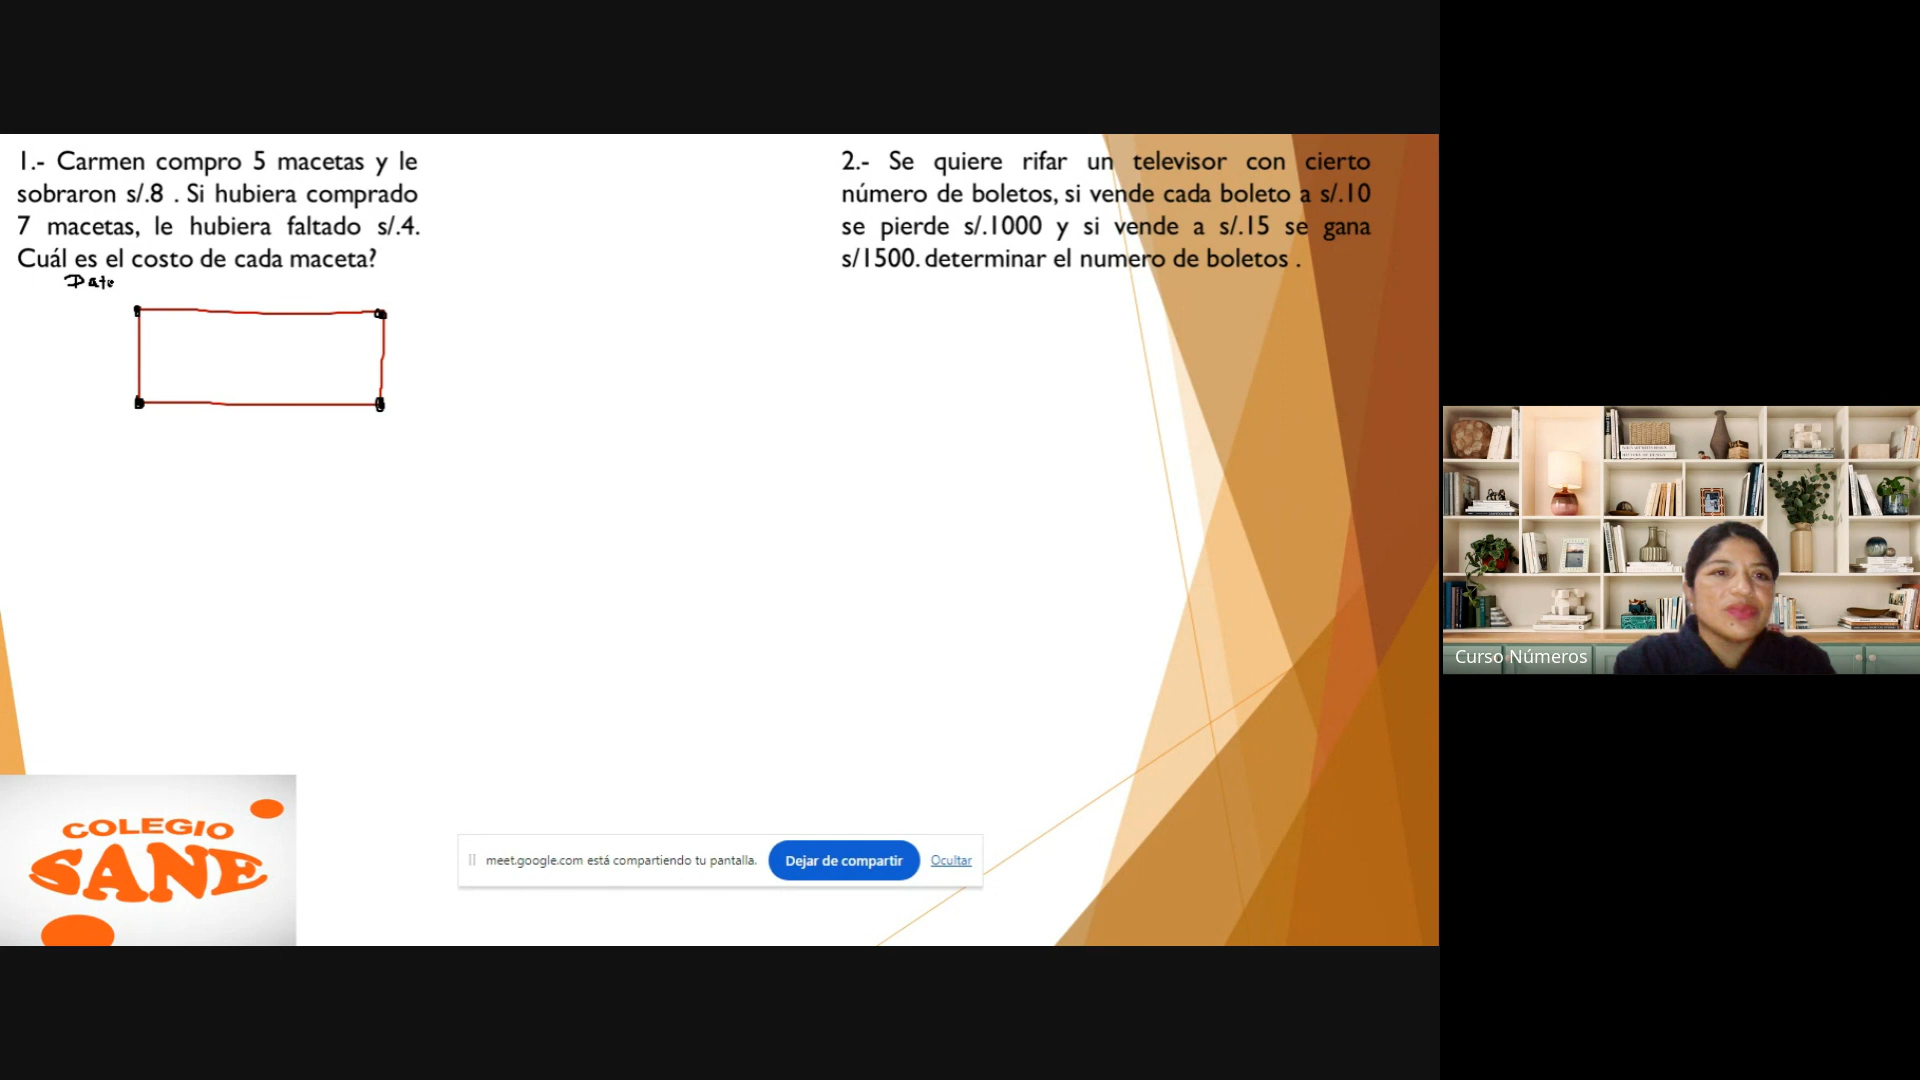 1.- Carmen compro 5 macetas y le
sobraron s/.8 . Si hubiera comprado
7 macetas, le hubiera faltado s/.4.
Cuál es el costo de cada maceta?
Dato
2.- Se quiere rifar un televisor con cierto
número de boletos, si vende cada boleto a s/.10
se pierde s/.1000 y si vende a s/.15 se gana
s/1500. determinar el numero de boletos .
COLEGIO
SANE
meet.google.com está compartiendo tu pantalla.
Dejar de compartir
Ocultar
Curso Números